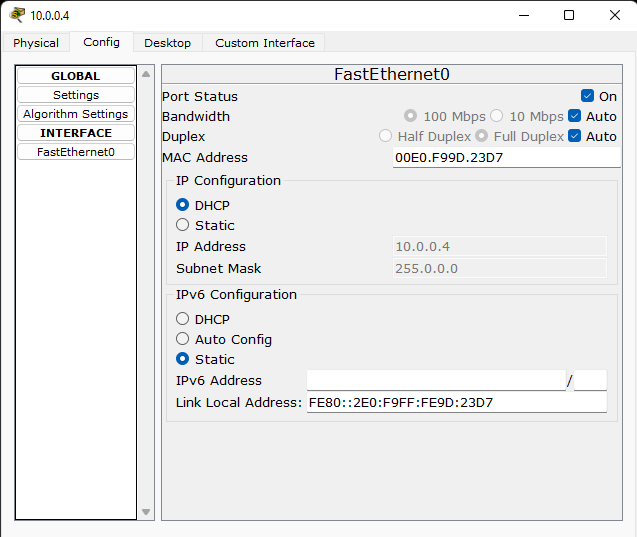 10.0.0.4
Physical Config Desktop Custom Interface
GLOBAL
Settings
Algorithm Settings
INTERFACE
FastEthernet0
FastEthernet0
Port Status On
Bandwidth 100 Mbps 10 Mbps Auto
Duplex Half Duplex Full Duplex Auto
MAC Address 00E0.F99D.23D7
IP Configuration
DHCP
Static
IP Address 10.0.0.4
Subnet Mask 255.0.0.0
IPv6 Configuration
DHCP
Auto Config
Static
IPv6 Address /
Link Local Address: FE80::2E0:F9FF:FE9D:23D7